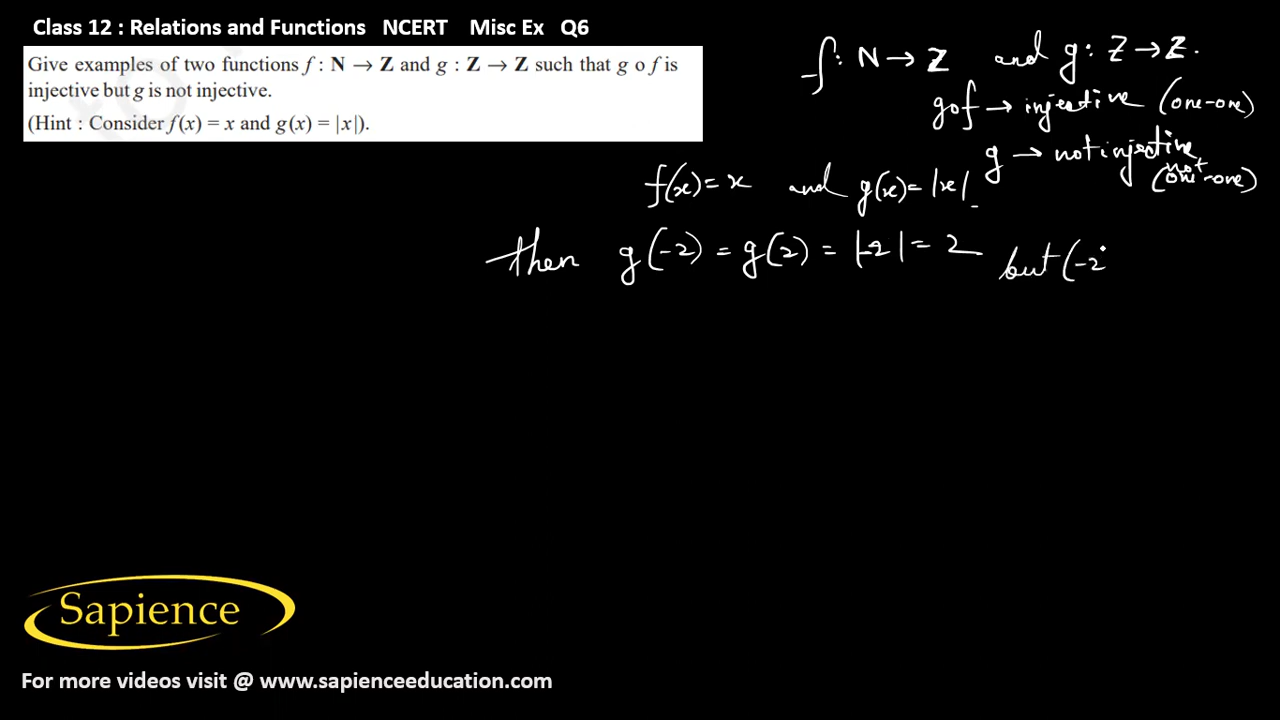 Class 12 : Relations and Functions NCERT Misc Ex Q6
Give examples of two functions f : N → Z and g : Z → Z such that g o f is
injective but g is not injective.
(Hint : Consider f(x) = x and g(x) = |x|).
f: N → Z and g: Z → Z.
gof → injective (one-one)
g → not injective
(not one-one)
f(x) = x and g(x) = |x|
then g(-2) = g(2) = |-2| = 2 but (-2
Sapience
For more videos visit @ www.sapienceeducation.com